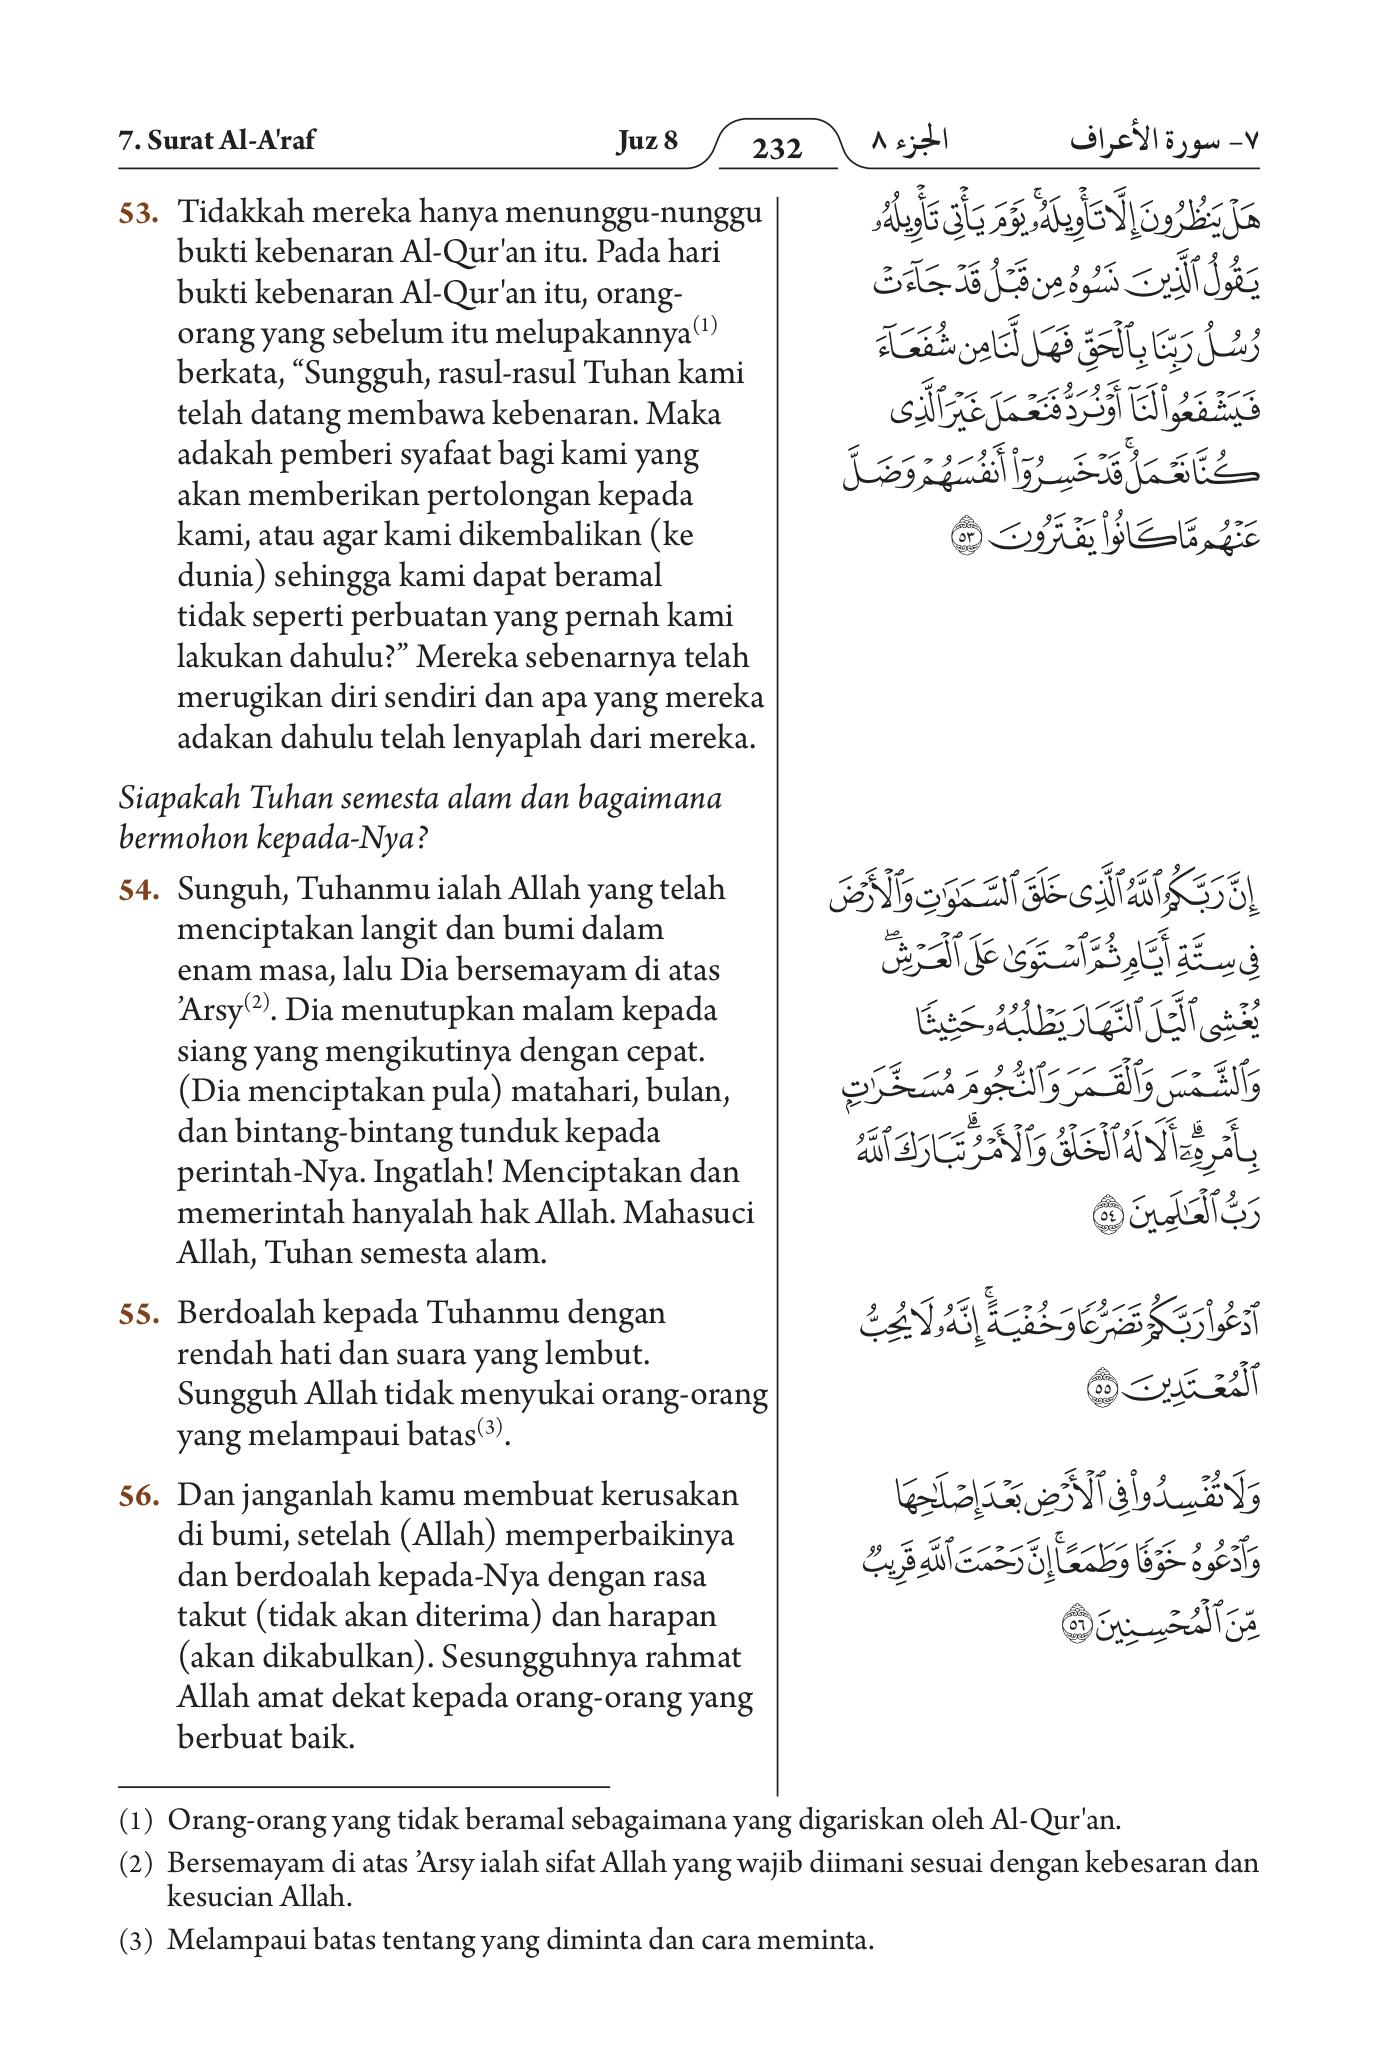 7. Surat Al-A'raf
Juz 8
232
الجزء ٨
٧- سورة الأعراف
53. Tidakkah mereka hanya menunggu-nunggu
bukti kebenaran Al-Qur'an itu. Pada hari
bukti kebenaran Al-Qur'an itu, orang-
orang yang sebelum itu melupakannya(1)
berkata, “Sungguh, rasul-rasul Tuhan kami
telah datang membawa kebenaran. Maka
adakah pemberi syafaat bagi kami yang
akan memberikan pertolongan kepada
kami, atau agar kami dikembalikan (ke
dunia) sehingga kami dapat beramal
tidak seperti perbuatan yang pernah kami
lakukan dahulu?” Mereka sebenarnya telah
merugikan diri sendiri dan apa yang mereka
adakan dahulu telah lenyaplah dari mereka.
Siapakah Tuhan semesta alam dan bagaimana
bermohon kepada-Nya?
54. Sunguh, Tuhanmu ialah Allah yang telah
menciptakan langit dan bumi dalam
enam masa, lalu Dia bersemayam di atas
’Arsy(2). Dia menutupkan malam kepada
siang yang mengikutinya dengan cepat.
(Dia menciptakan pula) matahari, bulan,
dan bintang-bintang tunduk kepada
perintah-Nya. Ingatlah! Menciptakan dan
memerintah hanyalah hak Allah. Mahasuci
Allah, Tuhan semesta alam.
55. Berdoalah kepada Tuhanmu dengan
rendah hati dan suara yang lembut.
Sungguh Allah tidak menyukai orang-orang
yang melampaui batas(3).
56. Dan janganlah kamu membuat kerusakan
di bumi, setelah (Allah) memperbaikinya
dan berdoalah kepada-Nya dengan rasa
takut (tidak akan diterima) dan harapan
(akan dikabulkan). Sesungguhnya rahmat
Allah amat dekat kepada orang-orang yang
berbuat baik.
هَلْ يَنظُرُونَ إِلَّا تَأْوِيلَهُۥۚ يَوْمَ يَأْتِى تَأْوِيلُهُۥ
يَقُولُ ٱلَّذِينَ نَسُوهُ مِن قَبْلُ قَدْ جَآءَتْ
رُسُلُ رَبِّنَا بِٱلْحَقِّ فَهَل لَّنَا مِن شُفَعَآءَ
فَيَشْفَعُوا۟ لَنَآ أَوْ نُرَدُّ فَنَعْمَلَ غَيْرَ ٱلَّذِى
كُنَّا نَعْمَلُۚ قَدْ خَسِرُوٓا۟ أَنفُسَهُمْ وَضَلَّ
عَنْهُم مَّا كَانُوا۟ يَفْتَرُونَ ٥٣
إِنَّ رَبَّكُمُ ٱللَّهُ ٱلَّذِى خَلَقَ ٱلسَّمَٰوَٰتِ وَٱلْأَرْضَ
فِى سِتَّةِ أَيَّامٍ ثُمَّ ٱسْتَوَىٰ عَلَى ٱلْعَرْشِۖ
يُغْشِى ٱلَّيْلَ ٱلنَّهَارَ يَطْلُبُهُۥ حَثِيثًا
وَٱلشَّمْسَ وَٱلْقَمَرَ وَٱلنُّجُومَ مُسَخَّرَٰتٍۭ
بِأَمْرِهِۦٓۗ أَلَا لَهُ ٱلْخَلْقُ وَٱلْأَمْرُۗ تَبَارَكَ ٱللَّهُ
رَبُّ ٱلْعَٰلَمِينَ ٥٤
ٱدْعُوا۟ رَبَّكُمْ تَضَرُّعًا وَخُفْيَةًۚ إِنَّهُۥ لَا يُحِبُّ
ٱلْمُعْتَدِينَ ٥٥
وَلَا تُفْسِدُوا۟ فِى ٱلْأَرْضِ بَعْدَ إِصْلَٰحِهَا
وَٱدْعُوهُ خَوْفًا وَطَمَعًاۚ إِنَّ رَحْمَتَ ٱللَّهِ قَرِيبٌ
مِّنَ ٱلْمُحْسِنِينَ ٥٦
(1) Orang-orang yang tidak beramal sebagaimana yang digariskan oleh Al-Qur'an.
(2) Bersemayam di atas ’Arsy ialah sifat Allah yang wajib diimani sesuai dengan kebesaran dan
kesucian Allah.
(3) Melampaui batas tentang yang diminta dan cara meminta.